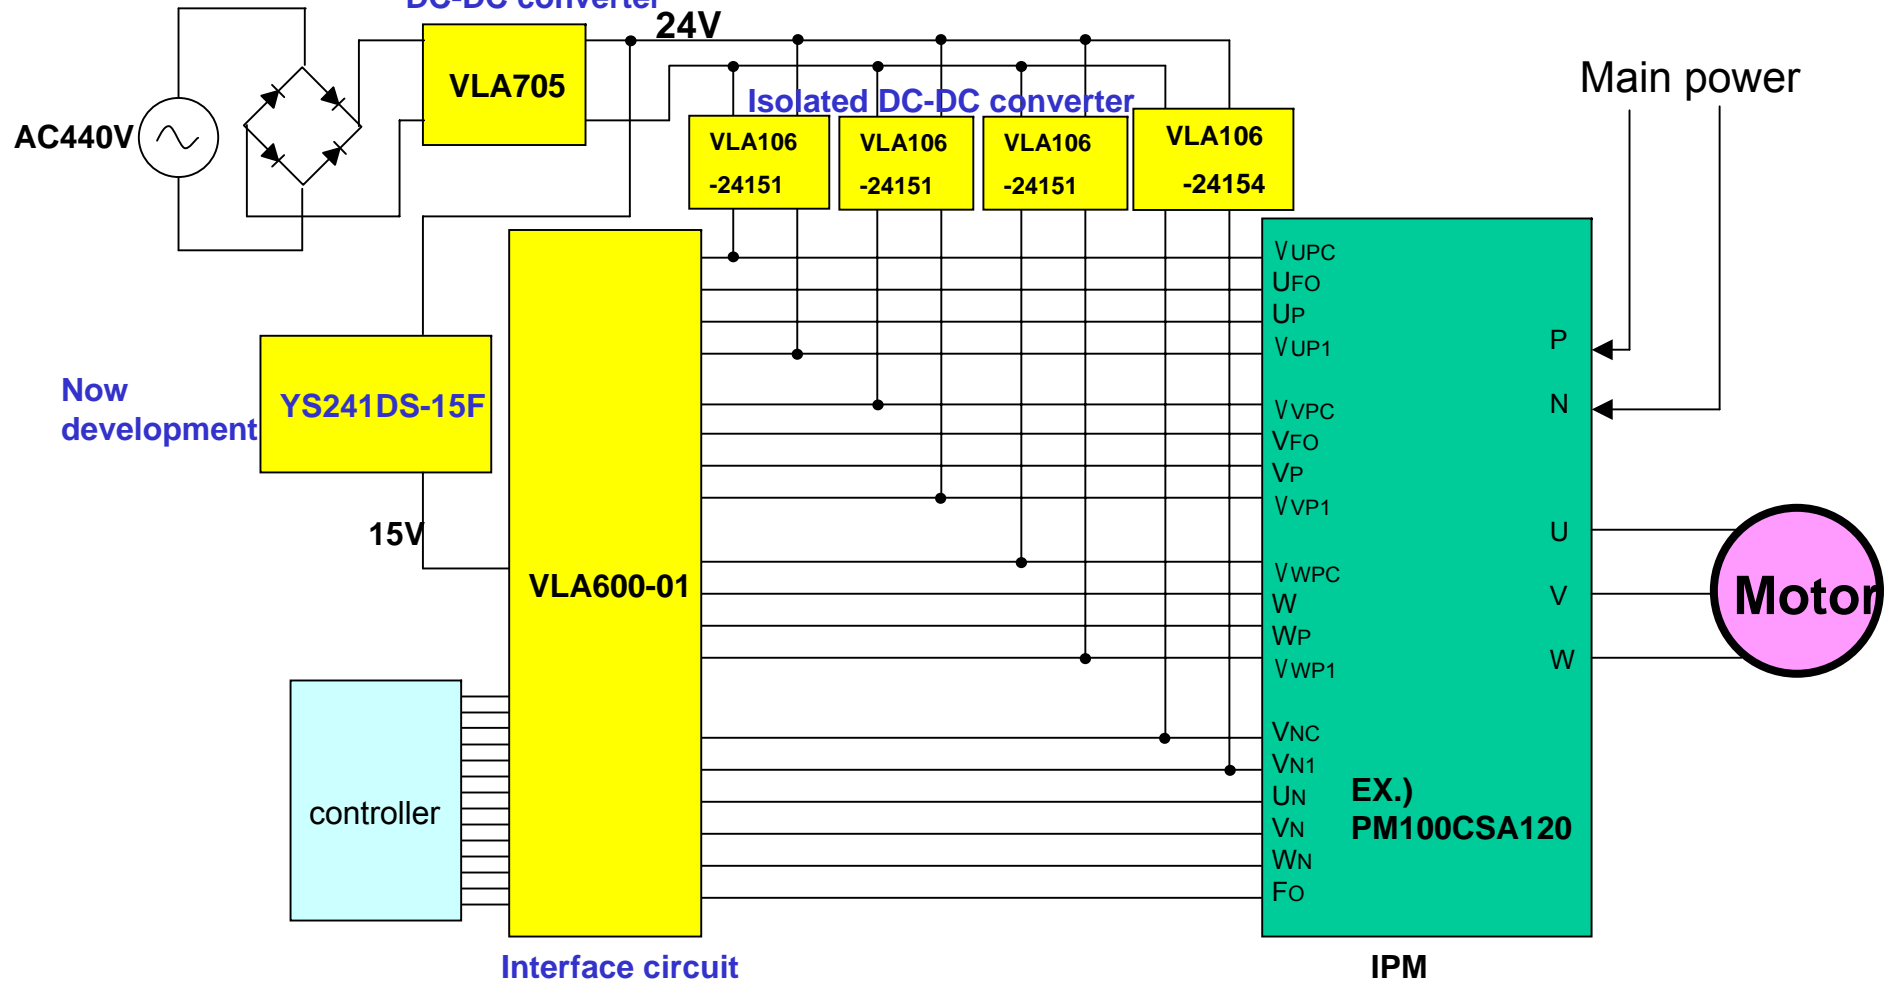 DC-DC converter
24V
VLA705
Main power
Isolated DC-DC converter
AC440V
VLA106
-24151
VLA106
-24151
VLA106
-24151
VLA106
-24154
VUPC
UFO
UP
VUP1
VVPC
VFO
VP
VVP1
VWPC
W
WP
VWP1
VNC
VN1
UN
VN
WN
FO
P
N
U
V
W
EX.)
PM100CSA120
IPM
Motor
Now
development
YS241DS-15F
15V
VLA600-01
controller
Interface circuit